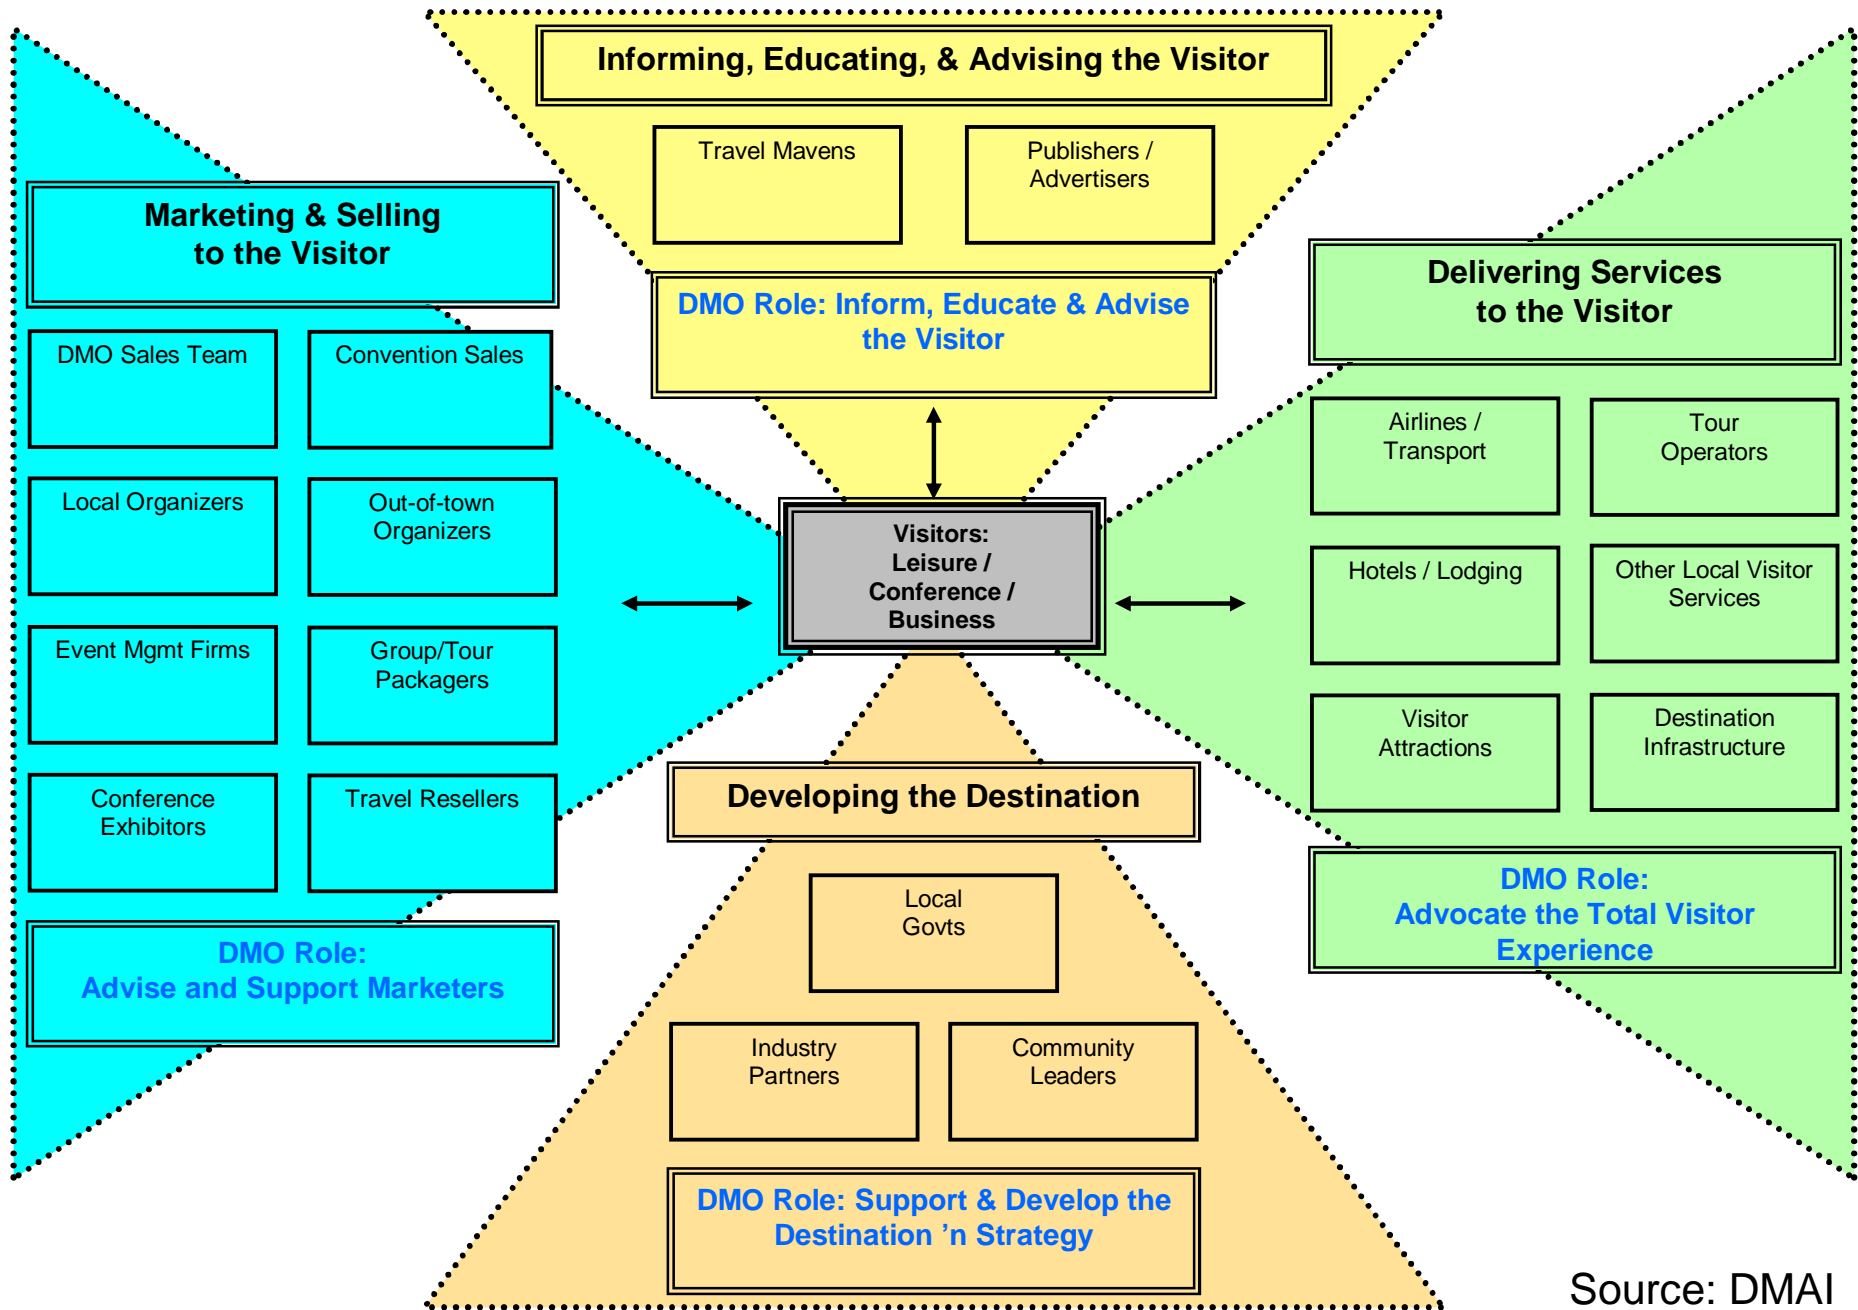 Informing, Educating, & Advising the Visitor
Travel Mavens
Publishers /
Advertisers
DMO Role: Inform, Educate & Advise
the Visitor
Marketing & Selling
to the Visitor
DMO Sales Team
Convention Sales
Local Organizers
Out-of-town
Organizers
Event Mgmt Firms
Group/Tour
Packagers
Conference
Exhibitors
Travel Resellers
DMO Role:
Advise and Support Marketers
Visitors:
Leisure /
Conference /
Business
Delivering Services
to the Visitor
Airlines /
Transport
Tour
Operators
Hotels / Lodging
Other Local Visitor
Services
Visitor
Attractions
Destination
Infrastructure
DMO Role:
Advocate the Total Visitor
Experience
Developing the Destination
Local
Govts
Industry
Partners
Community
Leaders
DMO Role: Support & Develop the
Destination ’n Strategy
Source: DMAI